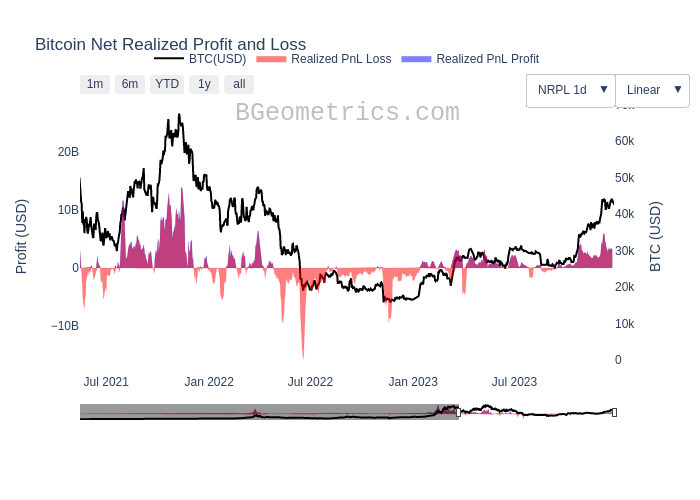 Bitcoin Net Realized Profit and Loss
BTC(USD) Realized PnL Loss Realized PnL Profit
1m 6m YTD 1y all
NRPL 1d ▼ Linear ▼
BGeometrics.com
20B
10B
0
−10B
Profit (USD)
60k
50k
40k
30k
20k
10k
0
BTC (USD)
Jul 2021 Jan 2022 Jul 2022 Jan 2023 Jul 2023